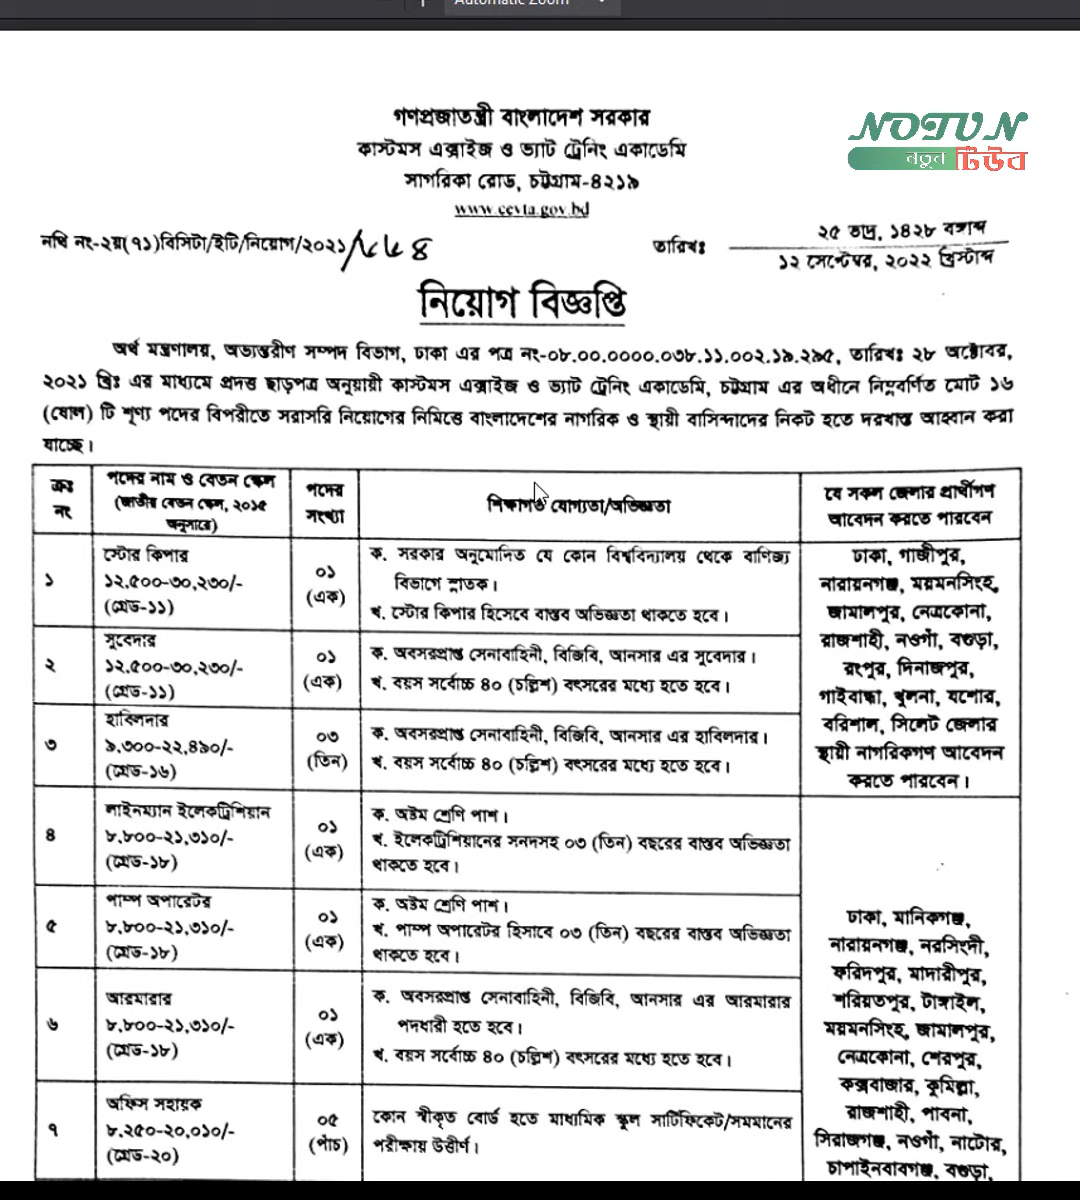 Automatic Zoom
গণপ্রজাতন্ত্রী বাংলাদেশ সরকার
কাস্টমস এক্সাইজ ও ভ্যাট ট্রেনিং একাডেমি
সাগরিকা রোড, চট্টগ্রাম-৪২১৯
www.cevta.gov.bd
NOTUN
নতুন টিউব
নথি নং-২য়(৭১)বিসিটা/ইটি/নিয়োগ/২০২১/
তারিখঃ
২৫ ভাদ্র, ১৪২৮ বঙ্গাব্দ
১২ সেপ্টেম্বর, ২০২২ খ্রিস্টাব্দ
নিয়োগ বিজ্ঞপ্তি
অর্থ মন্ত্রণালয়, অভ্যন্তরীণ সম্পদ বিভাগ, ঢাকা এর পত্র নং-০৮.০০.০০০০.০৩৮.১১.০০২.১৯.২৯৫, তারিখঃ ২৮ অক্টোবর,
২০২১ খ্রিঃ এর মাধ্যমে প্রদত্ত ছাড়পত্র অনুয়ায়ী কাস্টমস এক্সাইজ ও ভ্যাট ট্রেনিং একাডেমি, চট্টগ্রাম এর অধীনে নিম্নবর্ণিত মোট ১৬
(ষোল) টি শূণ্য পদের বিপরীতে সরাসরি নিয়োগের নিমিত্তে বাংলাদেশের নাগরিক ও স্থায়ী বাসিন্দাদের নিকট হতে দরখাস্ত আহ্বান করা
যাচ্ছে।
ক্রঃ
নং
পদের নাম ও বেতন স্কেল
(জাতীয় বেতন স্কেল, ২০১৫
অনুসারে)
পদের
সংখ্যা
শিক্ষাগত যোগ্যতা/অভিজ্ঞতা
যে সকল জেলার প্রার্থীগণ
আবেদন করতে পারবেন
১
স্টোর কিপার
১২,৫০০-৩০,২৩০/-
(গ্রেড-১১)
০১
(এক)
ক. সরকার অনুমোদিত যে কোন বিশ্ববিদ্যালয় থেকে বাণিজ্য
বিভাগে স্নাতক।
খ. স্টোর কিপার হিসেবে বাস্তব অভিজ্ঞতা থাকতে হবে।
ঢাকা, গাজীপুর,
নারায়নগঞ্জ, ময়মনসিংহ,
জামালপুর, নেত্রকোনা,
রাজশাহী, নওগাঁ, বগুড়া,
রংপুর, দিনাজপুর,
গাইবান্ধা, খুলনা, যশোর,
বরিশাল, সিলেট জেলার
স্থায়ী নাগরিকগণ আবেদন
করতে পারবেন।
২
সুবেদার
১২,৫০০-৩০,২৩০/-
(গ্রেড-১১)
০১
(এক)
ক. অবসরপ্রাপ্ত সেনাবাহিনী, বিজিবি, আনসার এর সুবেদার।
খ. বয়স সর্বোচ্চ ৪০ (চল্লিশ) বৎসরের মধ্যে হতে হবে।
৩
হাবিলদার
৯,৩০০-২২,৪৯০/-
(গ্রেড-১৬)
০৩
(তিন)
ক. অবসরপ্রাপ্ত সেনাবাহিনী, বিজিবি, আনসার এর হাবিলদার।
খ. বয়স সর্বোচ্চ ৪০ (চল্লিশ) বৎসরের মধ্যে হতে হবে।
৪
লাইনম্যান ইলেকট্রিশিয়ান
৮,৮০০-২১,৩১০/-
(গ্রেড-১৮)
০১
(এক)
ক. অষ্টম শ্রেণি পাশ।
খ. ইলেকট্রিশিয়ানের সনদসহ ০৩ (তিন) বছরের বাস্তব অভিজ্ঞতা
থাকতে হবে।
৫
পাম্প অপারেটর
৮,৮০০-২১,৩১০/-
(গ্রেড-১৮)
০১
(এক)
ক. অষ্টম শ্রেণি পাশ।
খ. পাম্প অপারেটর হিসাবে ০৩ (তিন) বছরের বাস্তব অভিজ্ঞতা
থাকতে হবে।
ঢাকা, মানিকগঞ্জ,
নারায়নগঞ্জ, নরসিংদী,
ফরিদপুর, মাদারীপুর,
শরিয়তপুর, টাঙ্গাইল,
ময়মনসিংহ, জামালপুর,
নেত্রকোনা, শেরপুর,
কক্সবাজার, কুমিল্লা,
রাজশাহী, পাবনা,
সিরাজগঞ্জ, নওগাঁ, নাটোর,
চাপাইনবাবগঞ্জ, বগুড়া,
৬
আরমারার
৮,৮০০-২১,৩১০/-
(গ্রেড-১৮)
০১
(এক)
ক. অবসরপ্রাপ্ত সেনাবাহিনী, বিজিবি, আনসার এর আরমারার
পদধারী হতে হবে।
খ. বয়স সর্বোচ্চ ৪০ (চল্লিশ) বৎসরের মধ্যে হতে হবে।
৭
অফিস সহায়ক
৮,২৫০-২০,০১০/-
(গ্রেড-২০)
০৫
(পাঁচ)
কোন স্বীকৃত বোর্ড হতে মাধ্যমিক স্কুল সার্টিফিকেট/সমমানের
পরীক্ষায় উত্তীর্ণ।